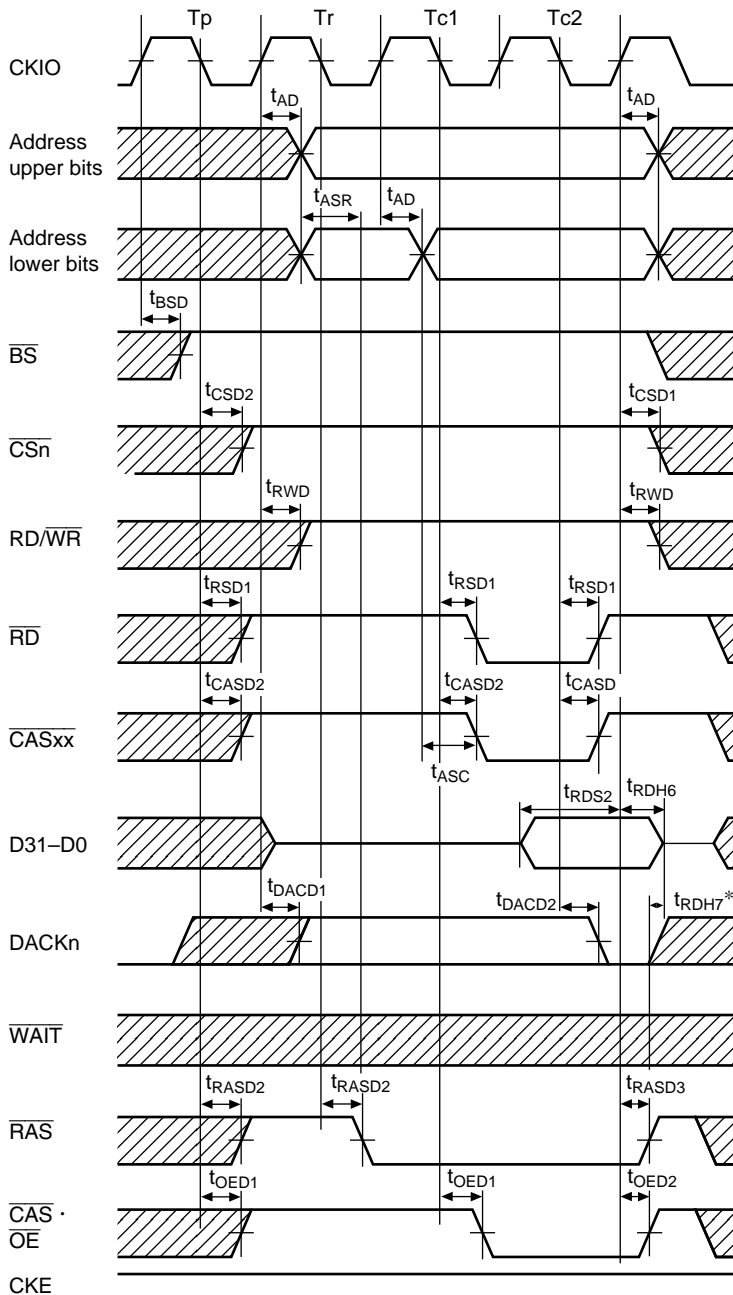 Tp Tr Tc1 Tc2
CKIO
tAD tAD
Address
upper bits
tASR tAD
Address
lower bits
tBSD
BS
tCSD2 tCSD1
CSn
tRWD tRWD
RD/WR
tRSD1 tRSD1 tRSD1
RD
tCASD2 tCASD2 tCASD
CASxx
tASC
tRDS2 tRDH6
D31–D0
tDACD1 tDACD2 tRDH7*
DACKn
WAIT
tRASD2 tRASD2 tRASD3
RAS
tOED1 tOED1 tOED2
CAS ·
OE
CKE